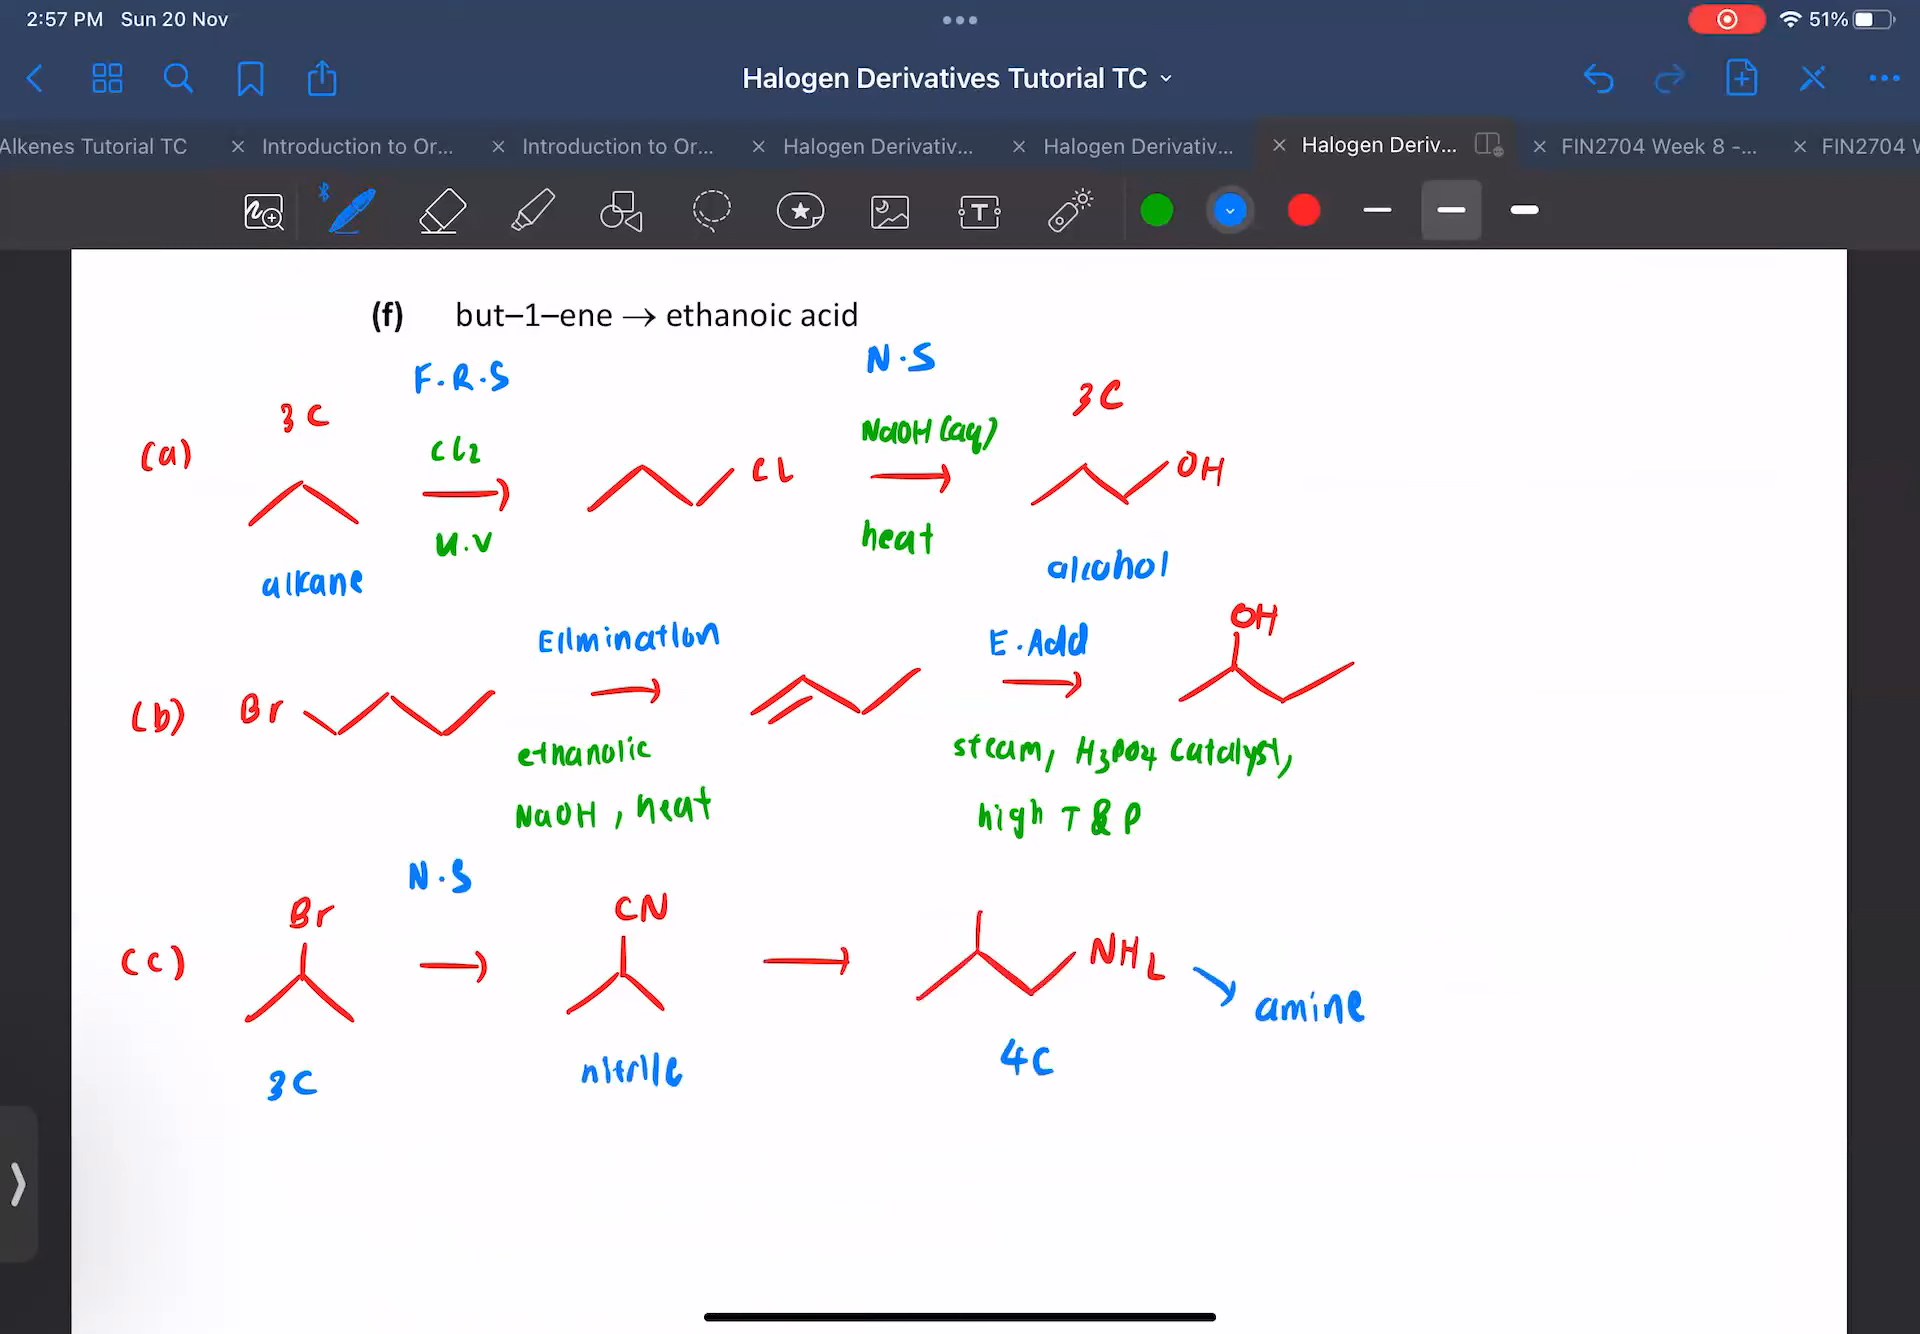 2:57 PM Sun 20 Nov
51%
Halogen Derivatives Tutorial TC
Alkenes Tutorial TC
Introduction to Or...
Introduction to Or...
Halogen Derivativ...
Halogen Derivativ...
Halogen Deriv...
FIN2704 Week 8 -...
FIN2704 W
T
(f) but–1–ene → ethanoic acid
F.R.S
N.S
3C
3C
(a)
Cl2
NaOH (aq)
Cl
OH
U.V
heat
alkane
alcohol
Elimination
E.Add
OH
(b)
Br
ethanolic
steam, H3PO4 catalyst,
NaOH, heat
high T & P
N.S
Br
CN
(c)
NH2
amine
3C
nitrile
4C